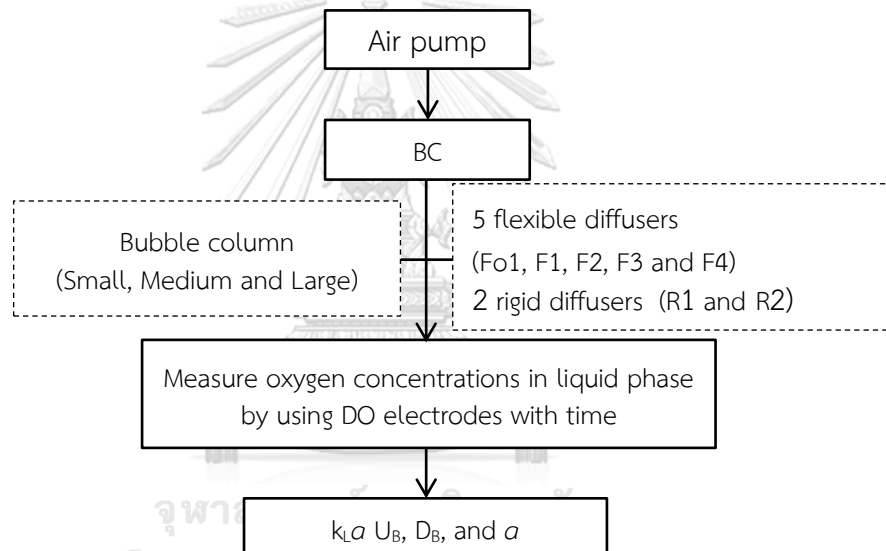 Air pump
BC
Bubble column
(Small, Medium and Large)
5 flexible diffusers
(Fo1, F1, F2, F3 and F4)
2 rigid diffusers (R1 and R2)
Measure oxygen concentrations in liquid phase
by using DO electrodes with time
kLa UB, DB, and a